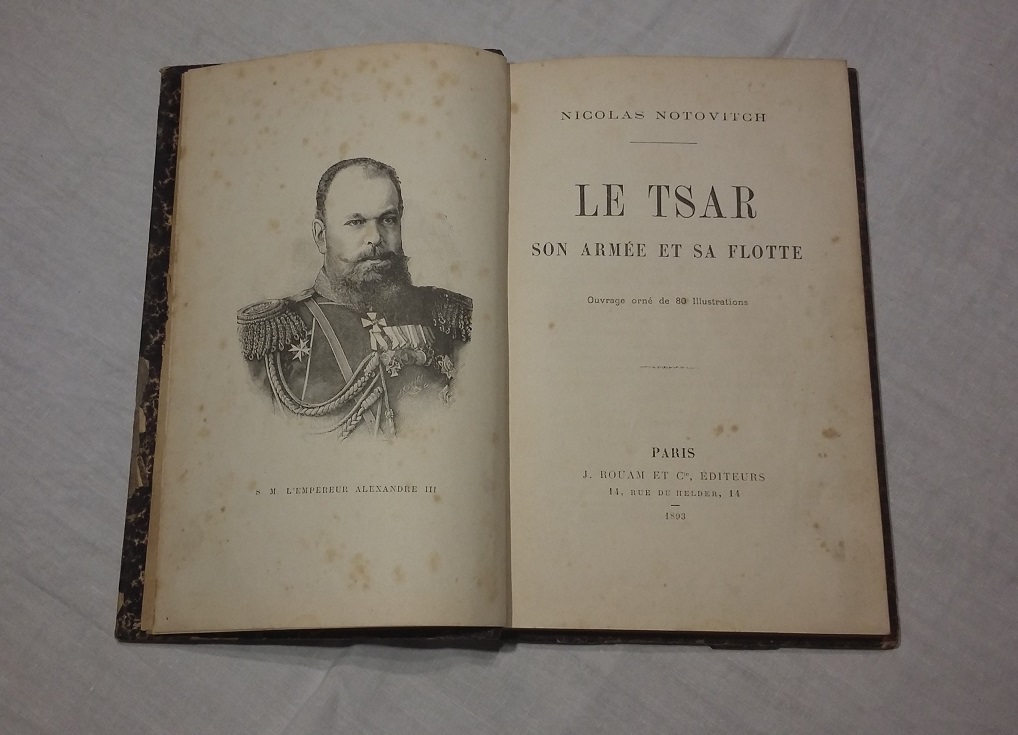 S. M. L'EMPEREUR ALEXANDRE III
NICOLAS NOTOVITCH
LE TSAR
SON ARMÉE ET SA FLOTTE
Ouvrage orné de 80 Illustrations
PARIS
J. ROUAM ET Cie, ÉDITEURS
14, RUE DU HELDER, 14
1893